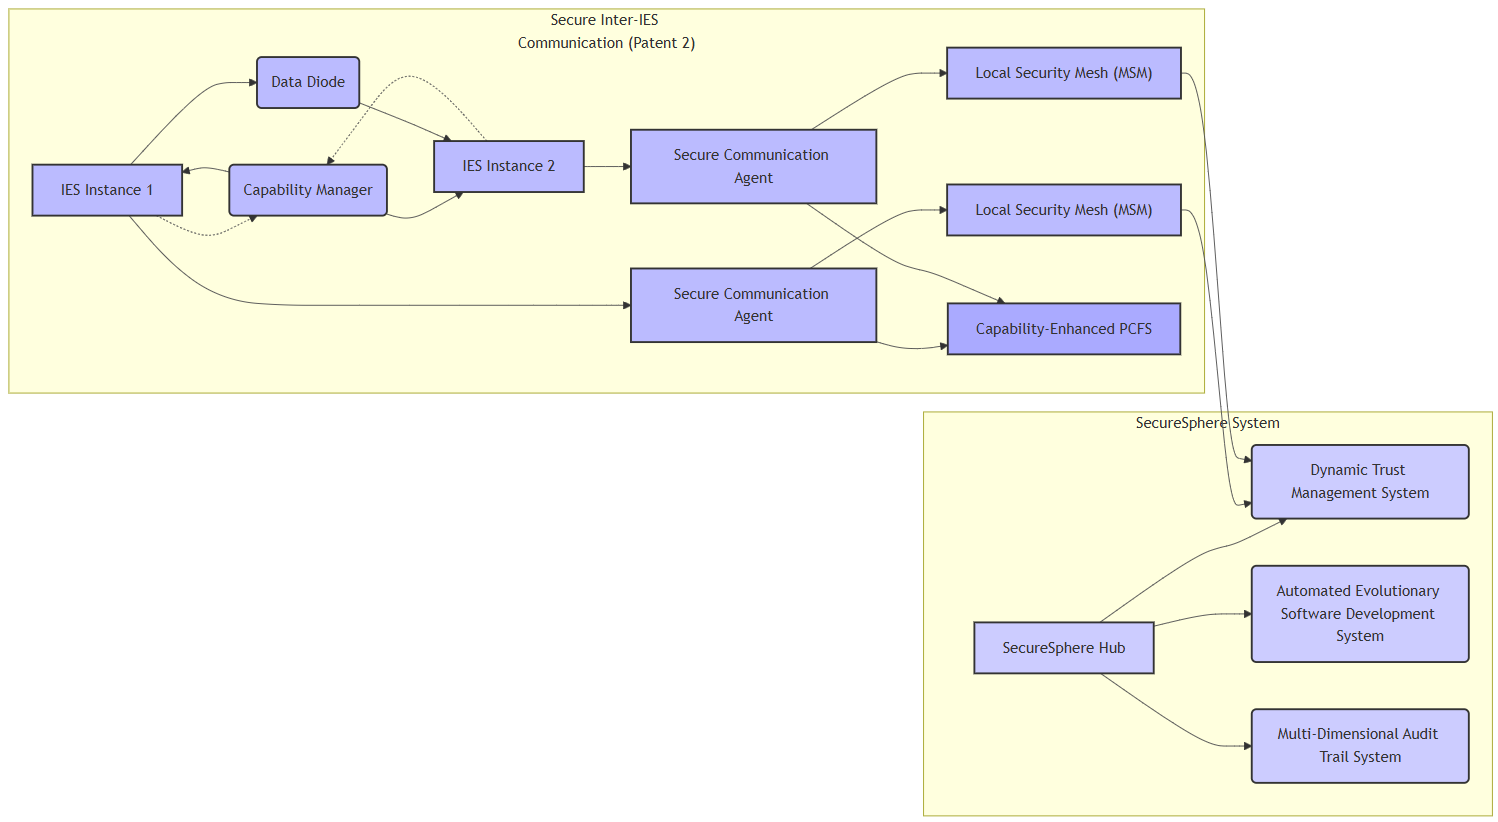 Secure Inter-IES
Communication (Patent 2)
Data Diode
IES Instance 1
Capability Manager
IES Instance 2
Secure Communication
Agent
Secure Communication
Agent
Local Security Mesh (MSM)
Local Security Mesh (MSM)
Capability-Enhanced PCFS
SecureSphere System
SecureSphere Hub
Dynamic Trust
Management System
Automated Evolutionary
Software Development
System
Multi-Dimensional Audit
Trail System